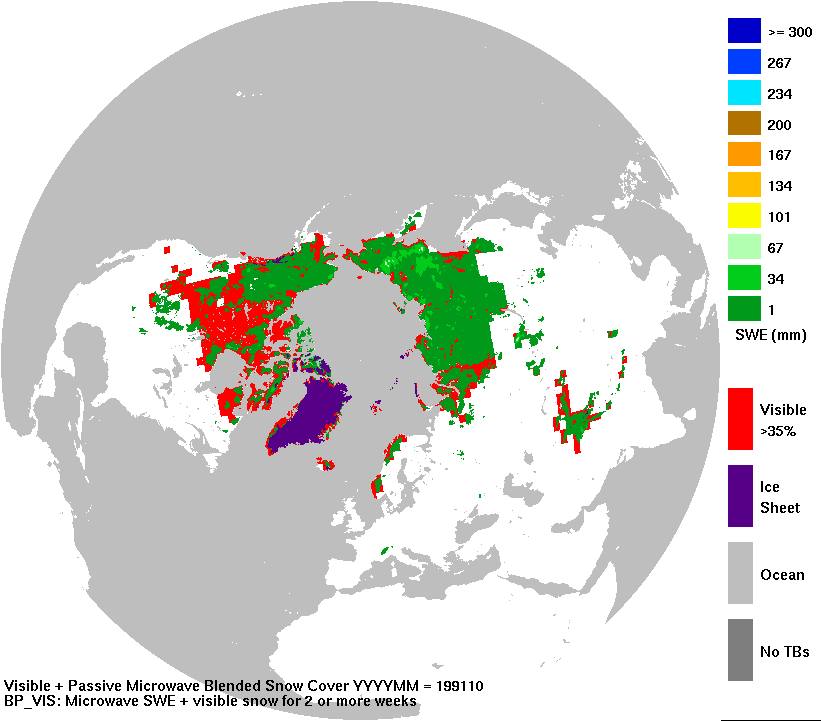 >= 300
267
234
200
167
134
101
67
34
1
SWE (mm)
Visible
>35%
Ice
Sheet
Ocean
No TBs
Visible + Passive Microwave Blended Snow Cover YYYYMM = 199110
BP_VIS: Microwave SWE + visible snow for 2 or more weeks